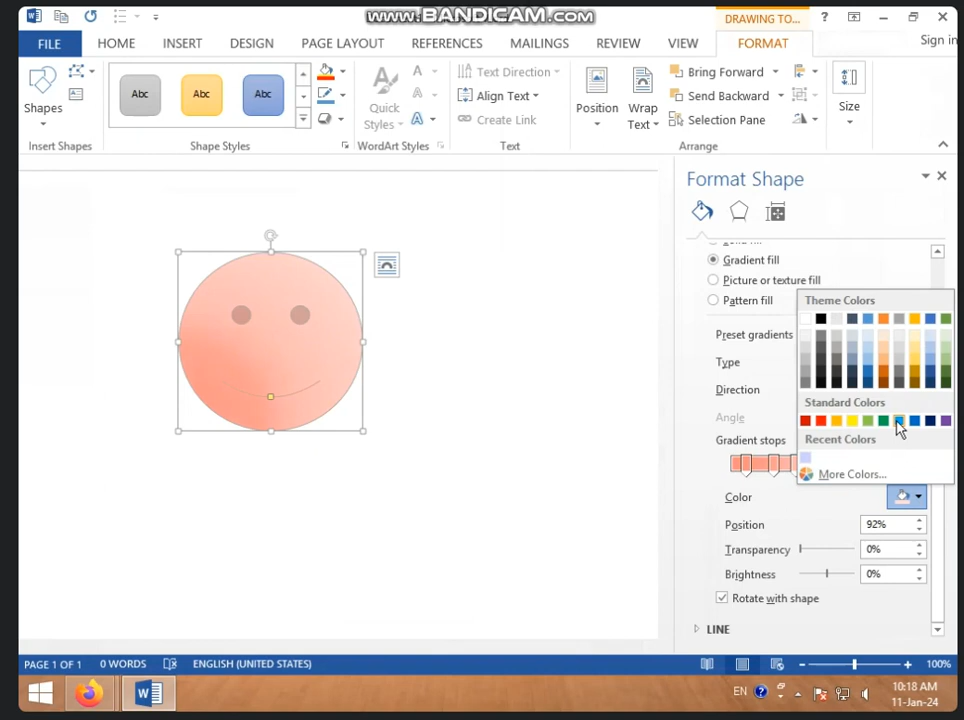 www.BANDICAM.com
DRAWING TO...
FILE HOME INSERT DESIGN PAGE LAYOUT REFERENCES MAILINGS REVIEW VIEW FORMAT Sign in
Shapes
Abc Abc Abc
Quick Styles
A
A
A
Text Direction
Align Text
Create Link
Position
Wrap Text
Bring Forward
Send Backward
Selection Pane
Size
Insert Shapes Shape Styles WordArt Styles Text Arrange
Format Shape
Gradient fill
Picture or texture fill
Pattern fill
Preset gradients
Type
Direction
Angle
Gradient stops
Theme Colors
Standard Colors
Recent Colors
More Colors...
Color
Position 92%
Transparency 0%
Brightness 0%
Rotate with shape
LINE
PAGE 1 OF 1 0 WORDS ENGLISH (UNITED STATES) 100%
EN 10:18 AM
11-Jan-24